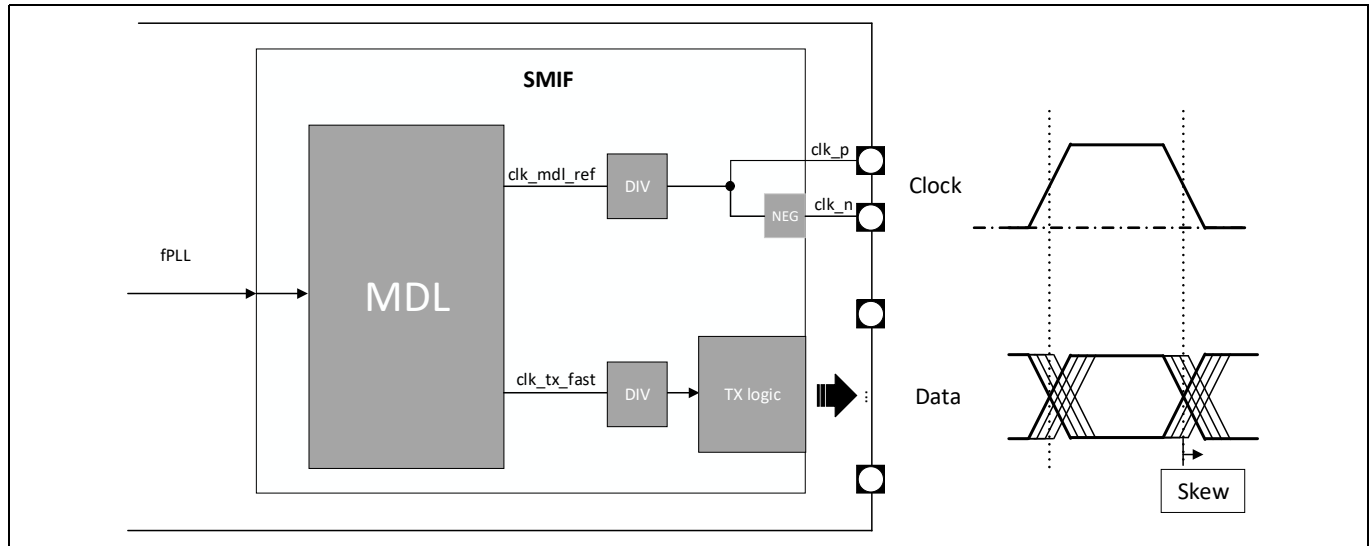 SMIF
clk_p
clk_mdl_ref
DIV
Clock
clk_n
NEG
fPLL
MDL
clk_tx_fast
DIV
TX logic
...
Data
Skew